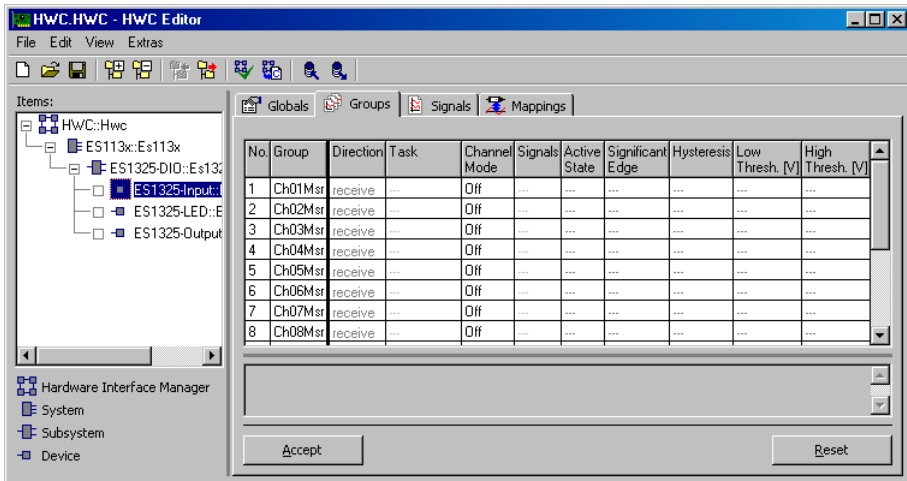 HWC.HWC - HWC Editor
File Edit View Extras
Items:
HWC::Hwc
ES113x::Es113x
ES1325-DIO::Es132
ES1325-Input::
ES1325-LED::E
ES1325-Output
Hardware Interface Manager
System
Subsystem
Device
Globals Groups Signals Mappings
No. Group Direction Task Channel Mode Signals Active State Significant Edge Hysteresis Low Thresh. [V] High Thresh. [V]
1 Ch01Msr receive --- Off --- --- --- --- --- ---
2 Ch02Msr receive --- Off --- --- --- --- --- ---
3 Ch03Msr receive --- Off --- --- --- --- --- ---
4 Ch04Msr receive --- Off --- --- --- --- --- ---
5 Ch05Msr receive --- Off --- --- --- --- --- ---
6 Ch06Msr receive --- Off --- --- --- --- --- ---
7 Ch07Msr receive --- Off --- --- --- --- --- ---
8 Ch08Msr receive --- Off --- --- --- --- --- ---
Accept Reset